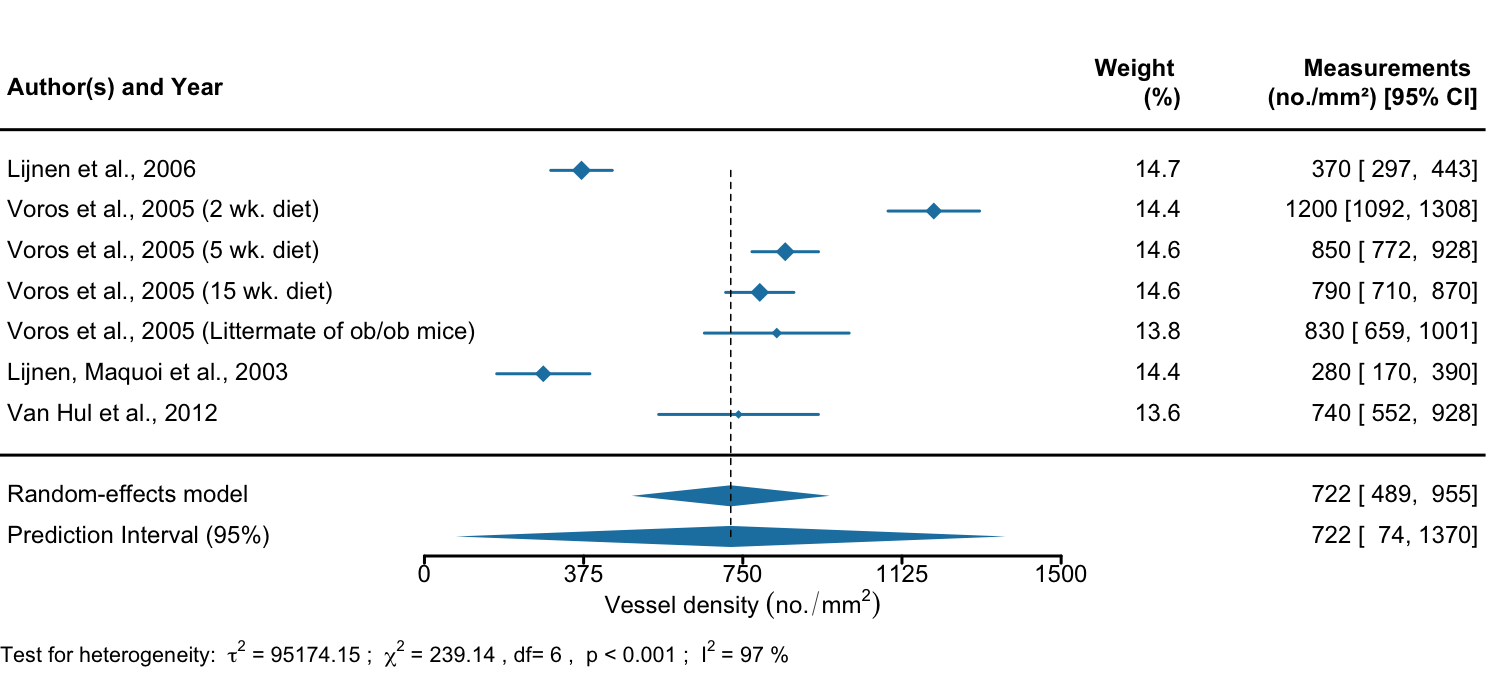 Author(s) and Year Weight (%) Measurements (no./mm²) [95% CI]
Lijnen et al., 2006 14.7 370 [ 297, 443]
Voros et al., 2005 (2 wk. diet) 14.4 1200 [1092, 1308]
Voros et al., 2005 (5 wk. diet) 14.6 850 [ 772, 928]
Voros et al., 2005 (15 wk. diet) 14.6 790 [ 710, 870]
Voros et al., 2005 (Littermate of ob/ob mice) 13.8 830 [ 659, 1001]
Lijnen, Maquoi et al., 2003 14.4 280 [ 170, 390]
Van Hul et al., 2012 13.6 740 [ 552, 928]
Random-effects model 722 [ 489, 955]
Prediction Interval (95%) 722 [ 74, 1370]
0 375 750 1125 1500
Vessel density (no./mm²)
Test for heterogeneity: τ² = 95174.15 ; χ² = 239.14 , df= 6 , p < 0.001 ; I² = 97 %